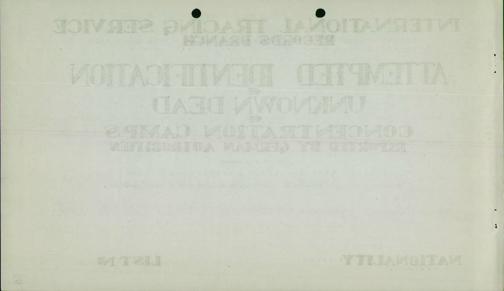 INTERNATIONAL TRACING SERVICE
RECORDS BRANCH
ATTEMPTED IDENTIFICATION
OF
UNKNOWN DEAD
OF
CONCENTRATION CAMPS
REPORTED BY GERMAN AUTHORITIES
NATIONALITY LIST No